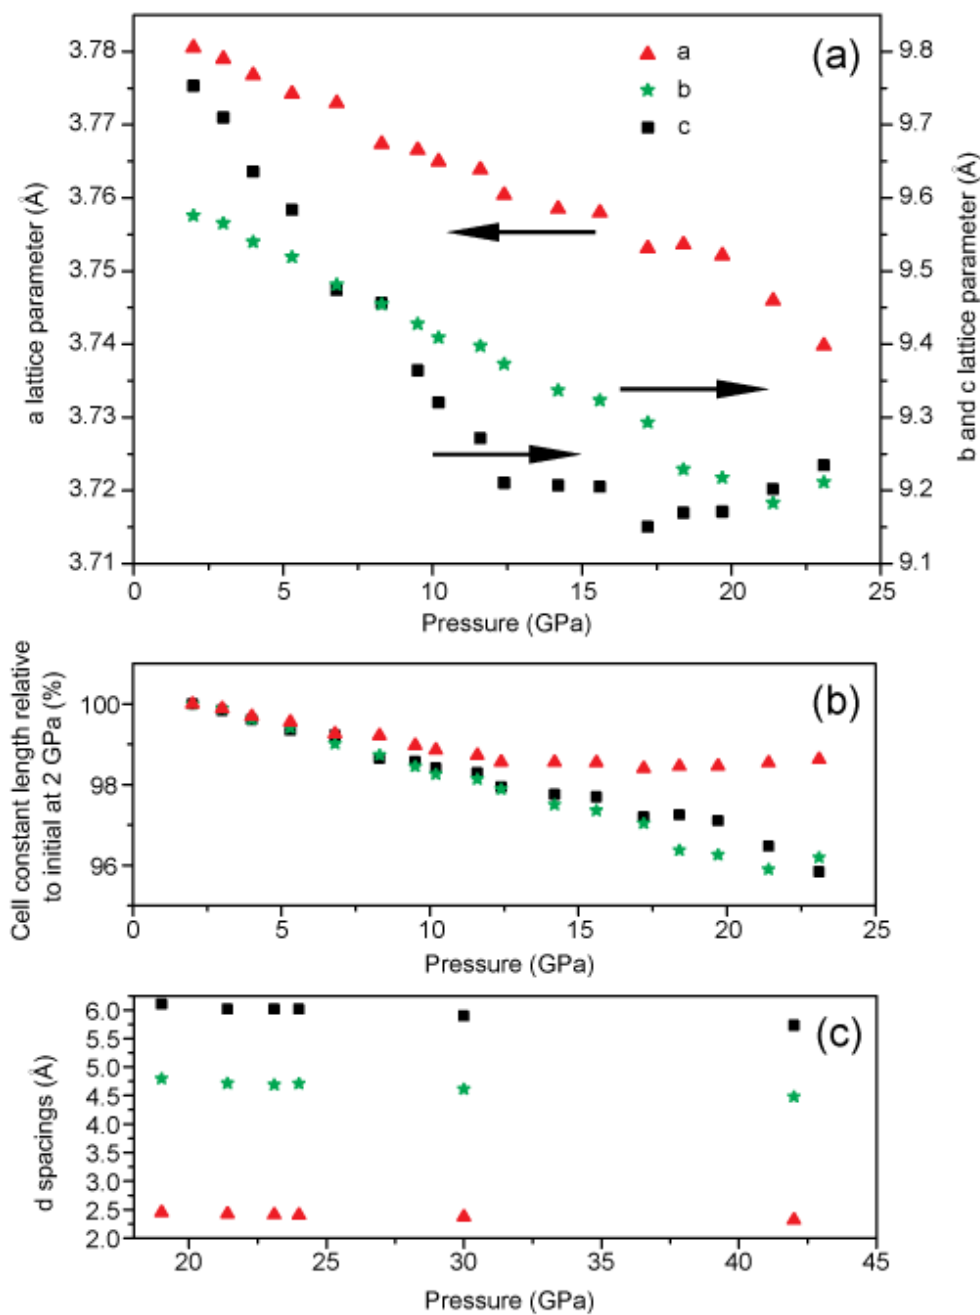 (a)
a
b
c
3.78
3.77
3.76
3.75
3.74
3.73
3.72
3.71
a lattice parameter (Å)
9.8
9.7
9.6
9.5
9.4
9.3
9.2
9.1
b and c lattice parameter (Å)
0 5 10 15 20 25
Pressure (GPa)
(b)
100
98
96
Cell constant length relative
to initial at 2 GPa (%)
0 5 10 15 20 25
Pressure (GPa)
(c)
6.0
5.5
5.0
4.5
4.0
3.5
3.0
2.5
2.0
d spacings (Å)
20 25 30 35 40 45
Pressure (GPa)